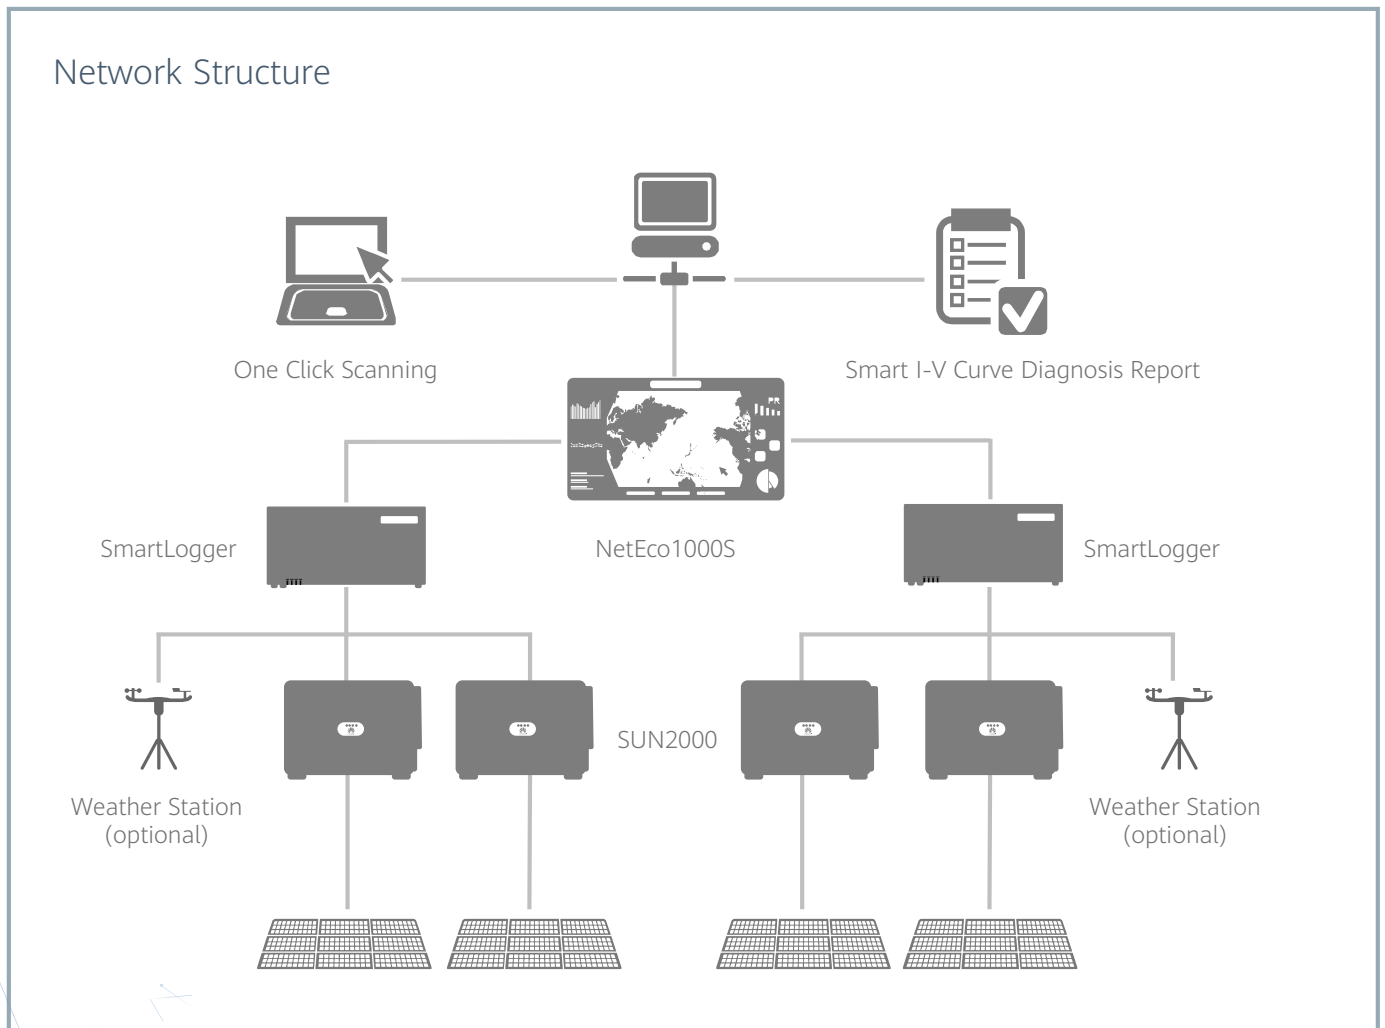 Network Structure
One Click Scanning
Smart I-V Curve Diagnosis Report
PR
SmartLogger
NetEco1000S
SmartLogger
SUN2000
Weather Station
(optional)
Weather Station
(optional)